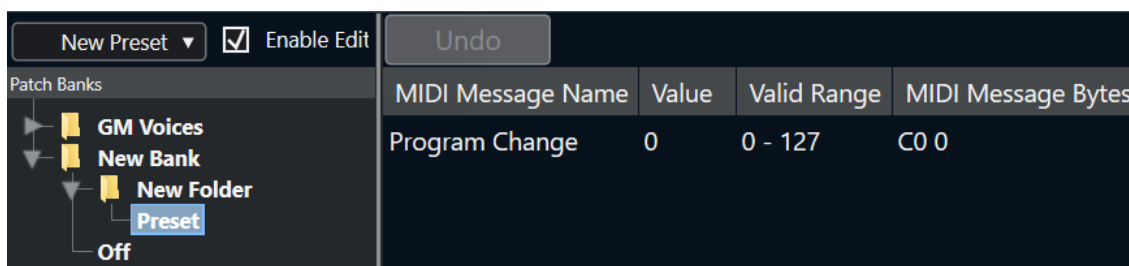 New Preset ▼ Enable Edit Undo
Patch Banks
MIDI Message Name Value Valid Range MIDI Message Bytes
GM Voices
Program Change 0 0 - 127 C0 0
New Bank
New Folder
Preset
Off